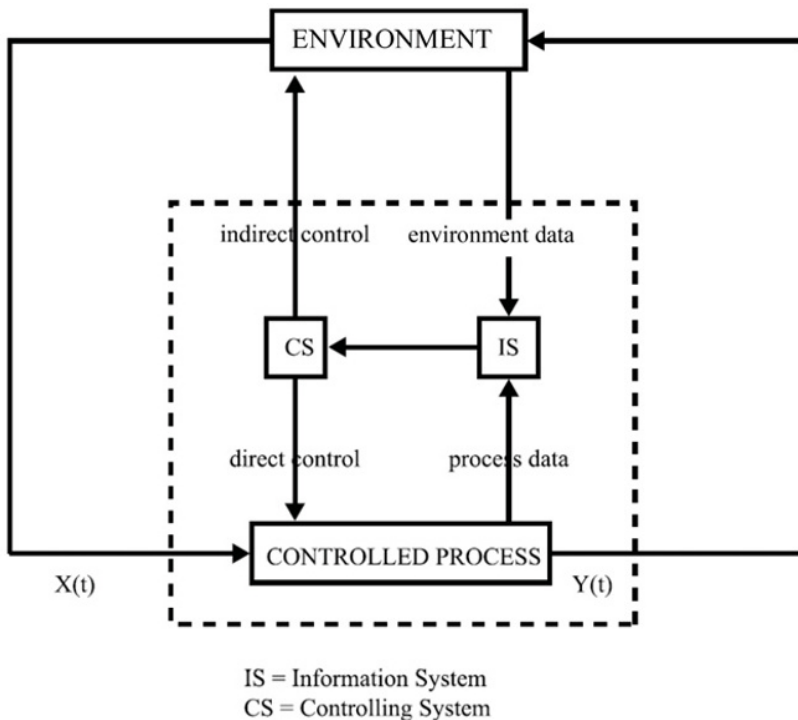 ENVIRONMENT
indirect control
environment data
CS
IS
direct control
process data
CONTROLLED PROCESS
X(t)
Y(t)
IS = Information System
CS = Controlling System